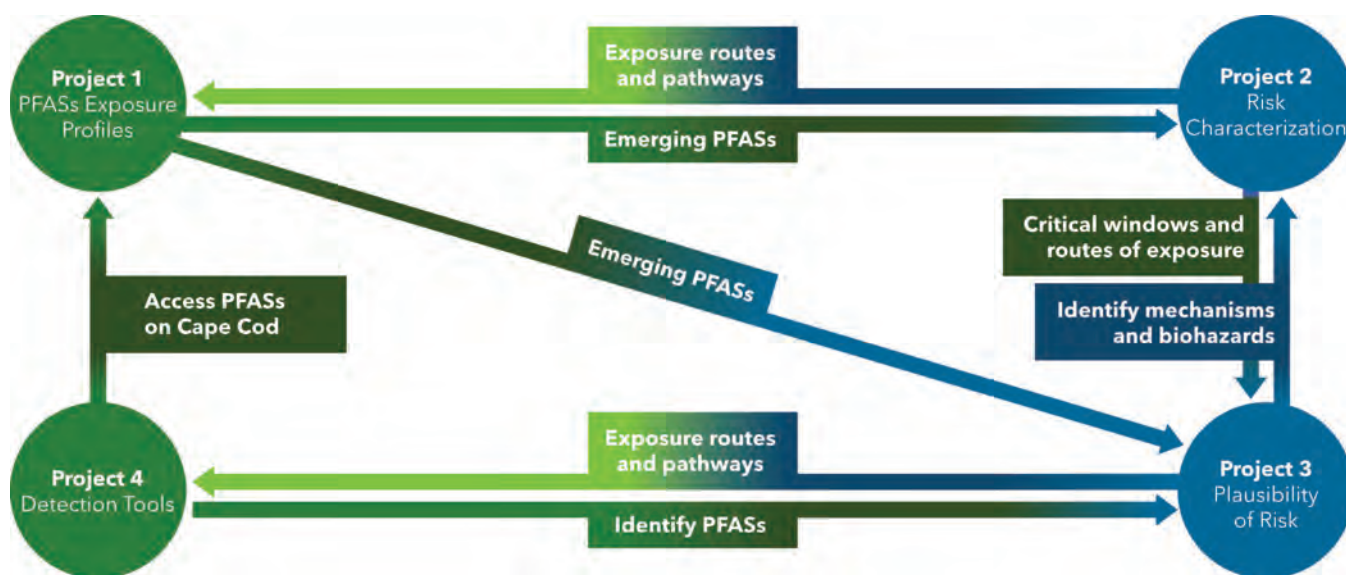 Project 1
PFASs Exposure
Profiles
Exposure routes
and pathways
Emerging PFASs
Project 2
Risk
Characterization
Emerging PFASs
Critical windows and
routes of exposure
Identify mechanisms
and biohazards
Access PFASs
on Cape Cod
Project 4
Detection Tools
Exposure routes
and pathways
Identify PFASs
Project 3
Plausibility
of Risk